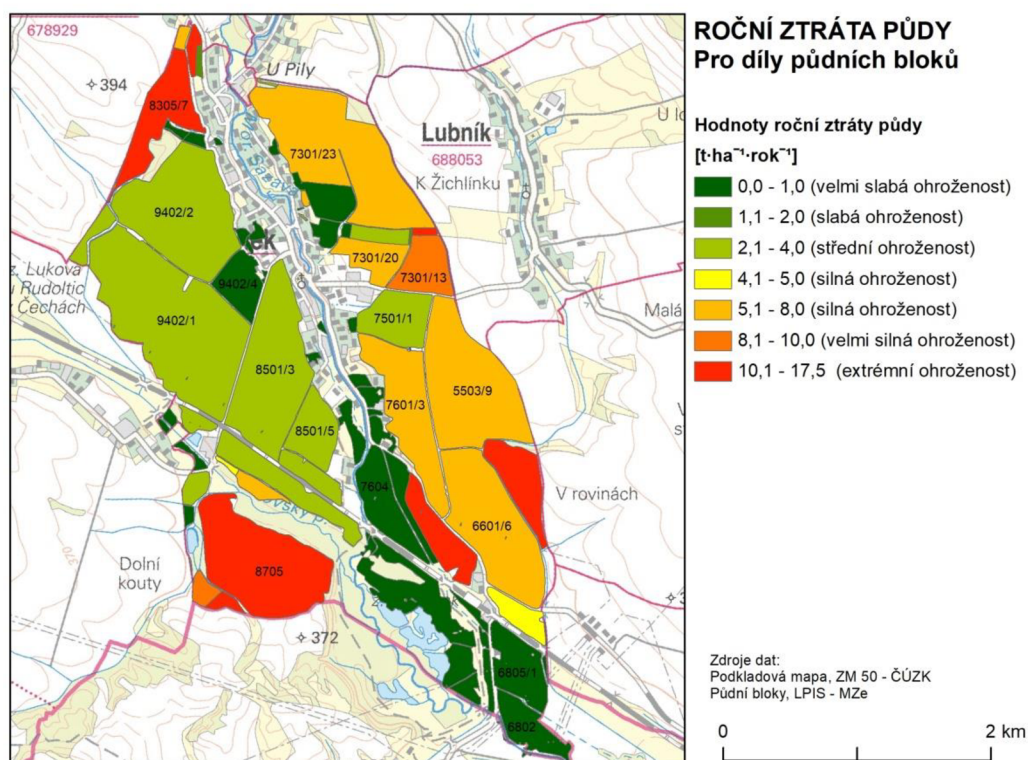 678929
394
U Pily
8305/7
Lubník
688053
K Žichlínku
7301/23
9402/2
7301/20
7301/13
9402/4
z. Luková
u Rudoltic
Čechách
9402/1
7501/1
Malá
8501/3
5503/9
7601/3
8501/5
7604
V rovinách
6601/6
Dolní
kouty
8705
370
372
6805/1
6802
ROČNÍ ZTRÁTA PŮDY
Pro díly půdních bloků
Hodnoty roční ztráty půdy
[t·ha⁻¹·rok⁻¹]
0,0 - 1,0 (velmi slabá ohroženost)
1,1 - 2,0 (slabá ohroženost)
2,1 - 4,0 (střední ohroženost)
4,1 - 5,0 (silná ohroženost)
5,1 - 8,0 (silná ohroženost)
8,1 - 10,0 (velmi silná ohroženost)
10,1 - 17,5 (extrémní ohroženost)
Zdroje dat:
Podkladová mapa, ZM 50 - ČÚZK
Půdní bloky, LPIS - MZe
0 2 km